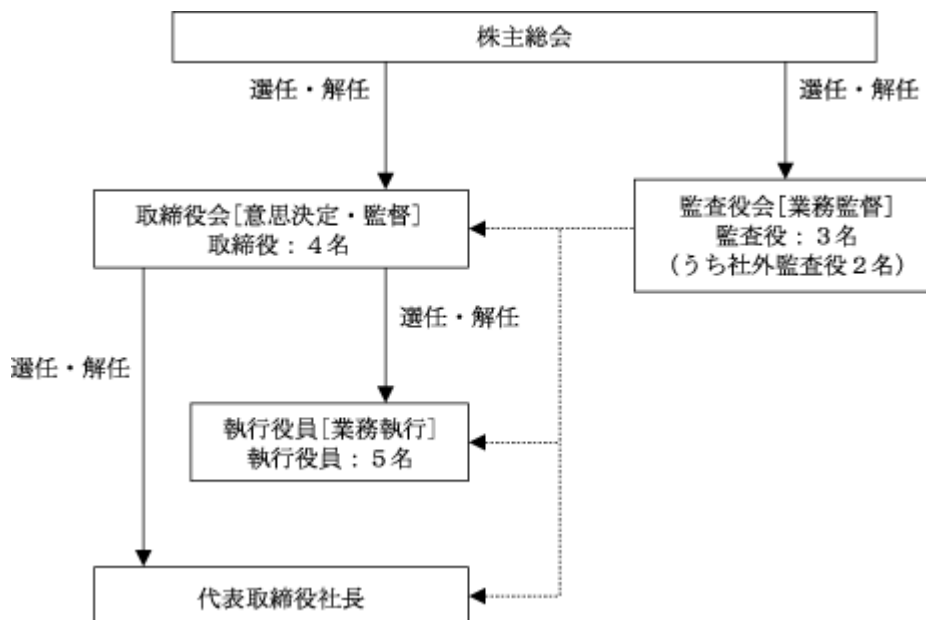 株主総会
選任・解任
選任・解任
取締役会[意思決定・監督]
取締役：４名
監査役会[業務監督]
監査役：３名
(うち社外監査役２名)
選任・解任
選任・解任
執行役員[業務執行]
執行役員：５名
代表取締役社長